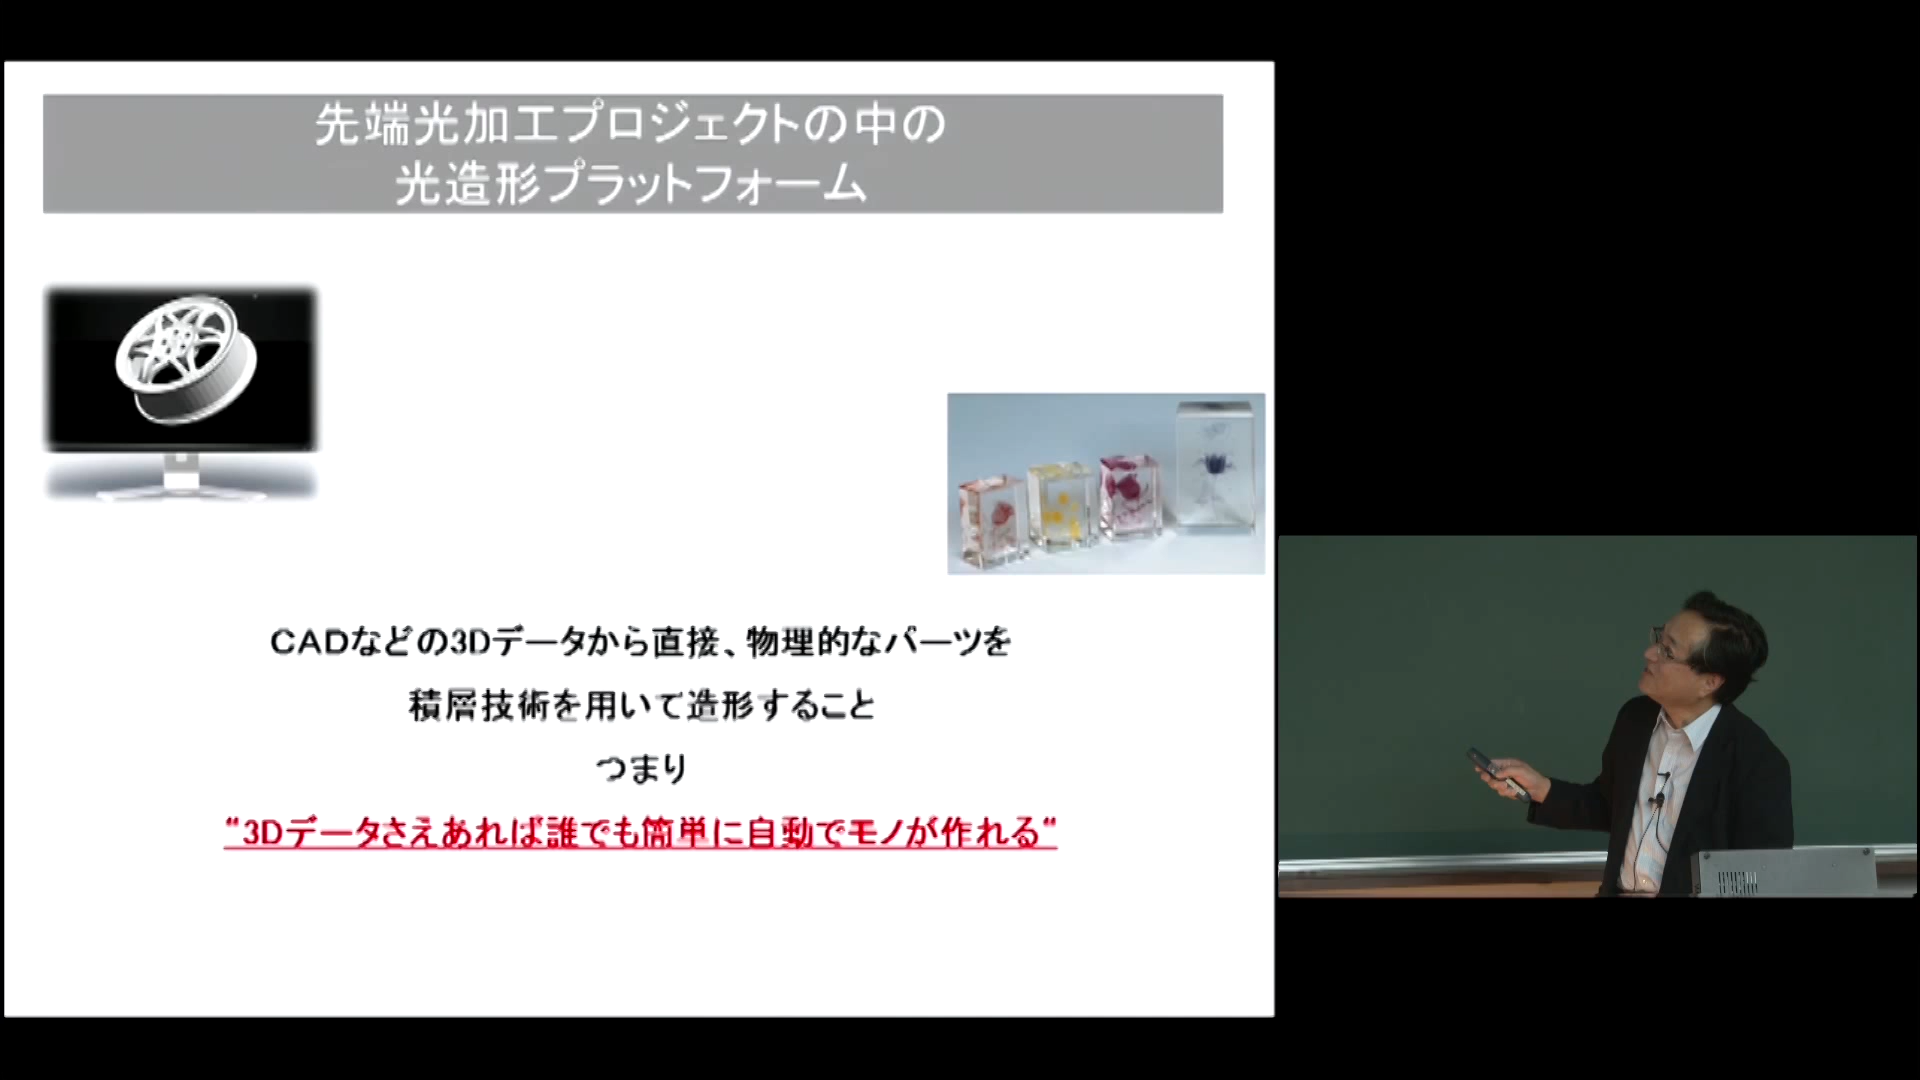 先端光加工プロジェクトの中の
光造形プラットフォーム
CADなどの3Dデータから直接、物理的なパーツを
積層技術を用いて造形すること
つまり
“3Dデータさえあれば誰でも簡単に自動でモノが作れる“